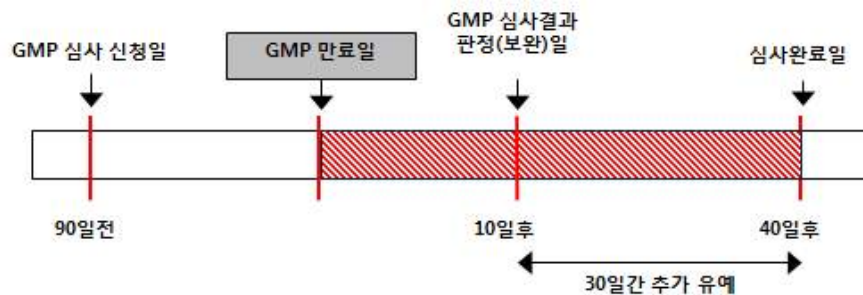 GMP 심사 신청일
GMP 만료일
GMP 심사결과
판정(보완)일
심사완료일
90일전
10일후
40일후
30일간 추가 유예